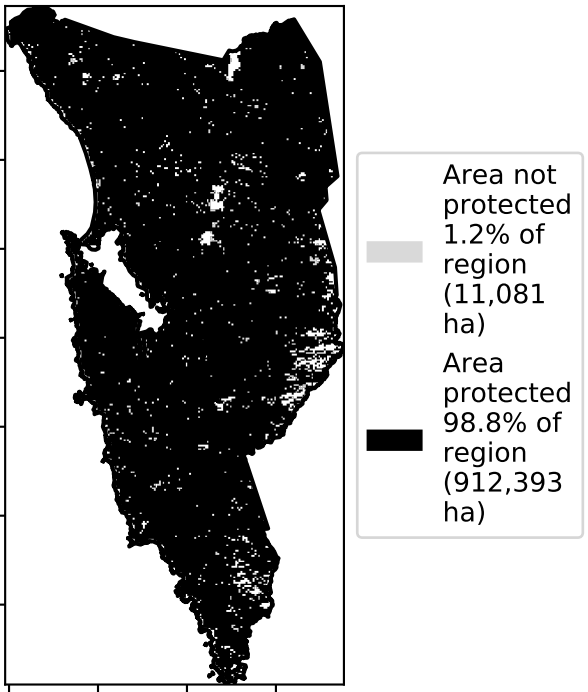 Area not
protected
1.2% of
region
(11,081
ha)
Area
protected
98.8% of
region
(912,393
ha)